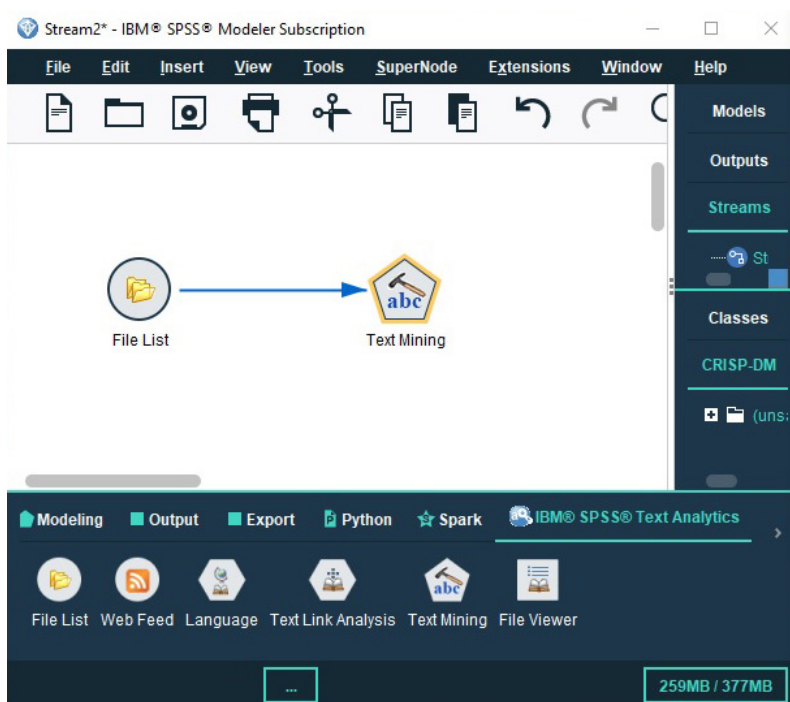 Stream2* - IBM® SPSS® Modeler Subscription
File Edit Insert View Tools SuperNode Extensions Window Help
Models
Outputs
Streams
St
Classes
CRISP-DM
(uns
File List
abc
Text Mining
Modeling Output Export Python Spark IBM® SPSS® Text Analytics
abc
File List Web Feed Language Text Link Analysis Text Mining File Viewer
...
259MB / 377MB